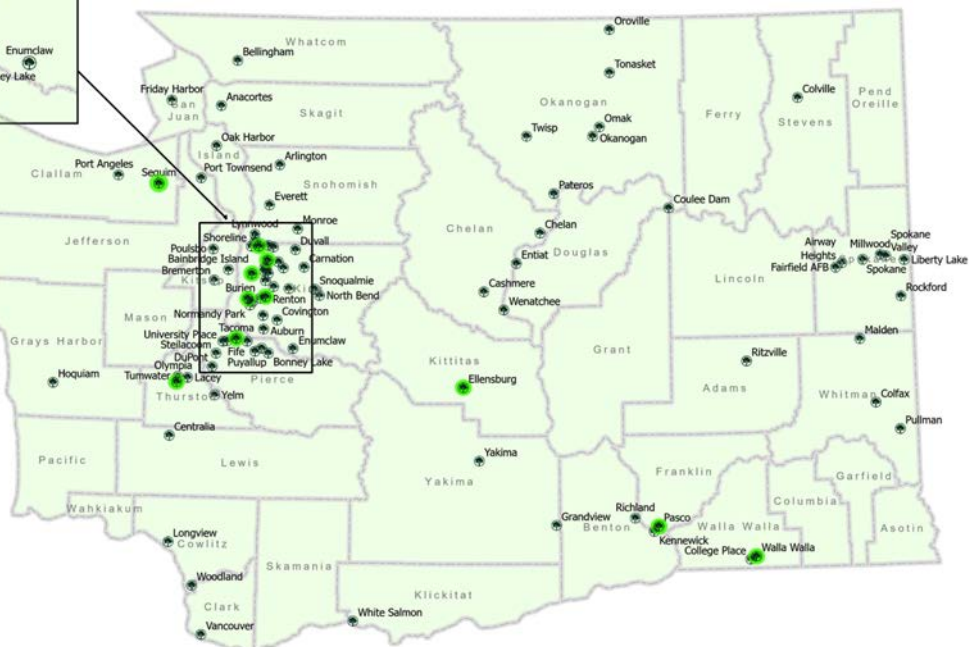 Enumclaw
ey Lake
Oroville
Whatcom
Bellingham
Tonasket
Friday Harbor
San
Juan
Anacortes
Skagit
Okanogan
Omak
Okanogan
Twisp
Ferry
Colville
Stevens
Pend
Oreille
Oak Harbor
Island
Arlington
Port Angeles
Clallam
Sequim
Port Townsend
Snohomish
Everett
Pateros
Coulee Dam
Lynnwood
Monroe
Shoreline
Duvall
Jefferson
Poulsbo
Bainbridge Island
Carnation
Bremerton
Kitsap
Snoqualmie
North Bend
Burien
Renton
Normandy Park
Covington
Mason
University Place
Tacoma
Auburn
Steilacoom
Enumclaw
DuPont
Fife
Puyallup
Bonney Lake
Olympia
Tumwater
Lacey
Pierce
Yelm
Grays Harbor
Hoquiam
Centralia
Chelan
Chelan
Douglas
Entiat
Cashmere
Wenatchee
Lincoln
Airway
Heights
Fairfield AFB
Millwood
Spokane
Valley
Spokane
Liberty Lake
Rockford
Malden
Kittitas
Ellensburg
Grant
Ritzville
Adams
Whitman
Colfax
Pullman
Pacific
Lewis
Yakima
Yakima
Franklin
Garfield
Columbia
Asotin
Wahkiakum
Longview
Cowlitz
Grandview
Benton
Richland
Pasco
Kennewick
Walla Walla
College Place
Walla Walla
Woodland
Skamania
Klickitat
Clark
Vancouver
White Salmon